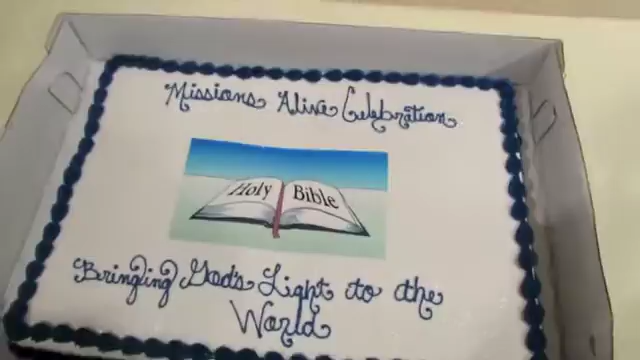 Missions Alive Celebration
Holy Bible
Bringing God's Light to the
World